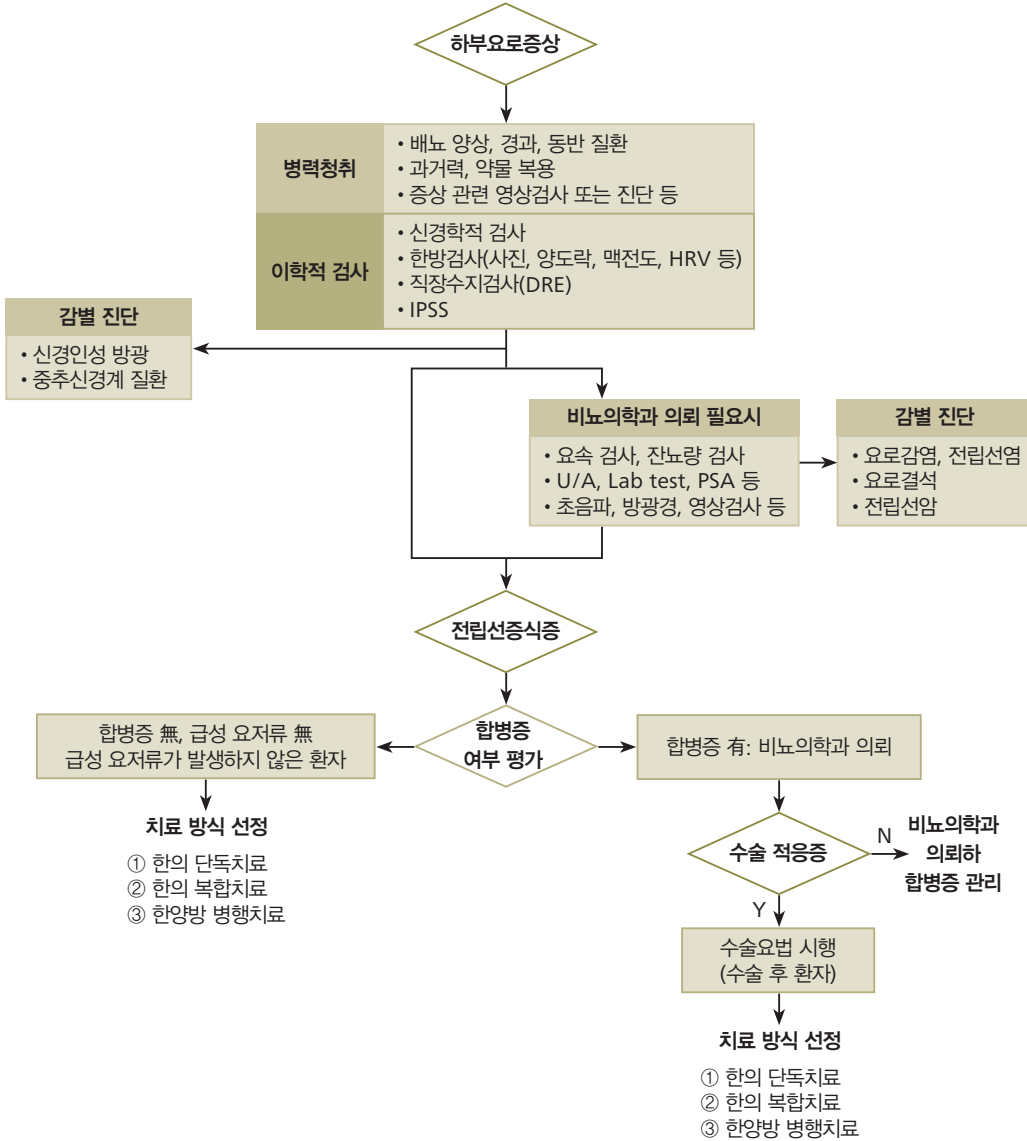 하부요로증상
병력청취
• 배뇨 양상, 경과, 동반 질환
• 과거력, 약물 복용
• 증상 관련 영상검사 또는 진단 등
이학적 검사
• 신경학적 검사
• 한방검사(사진, 양도락, 맥전도, HRV 등)
• 직장수지검사(DRE)
• IPSS
감별 진단
• 신경인성 방광
• 중추신경계 질환
비뇨의학과 의뢰 필요시
• 요속 검사, 잔뇨량 검사
• U/A, Lab test, PSA 등
• 초음파, 방광경, 영상검사 등
감별 진단
• 요로감염, 전립선염
• 요로결석
• 전립선암
전립선증식증
합병증
여부 평가
합병증 無, 급성 요저류 無
급성 요저류가 발생하지 않은 환자
치료 방식 선정
① 한의 단독치료
② 한의 복합치료
③ 한양방 병행치료
합병증 有: 비뇨의학과 의뢰
수술 적응증
N
비뇨의학과
의뢰하
합병증 관리
Y
수술요법 시행
(수술 후 환자)
치료 방식 선정
① 한의 단독치료
② 한의 복합치료
③ 한양방 병행치료